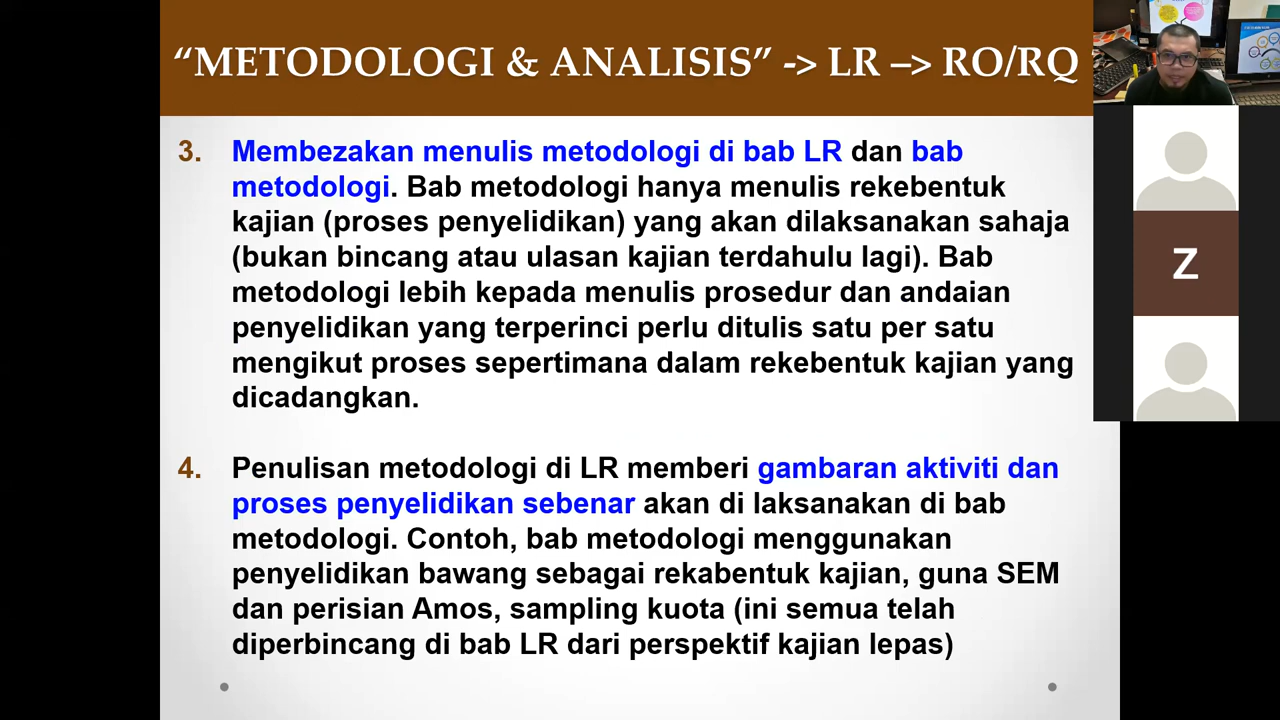 “METODOLOGI & ANALISIS” -> LR –> RO/RQ
3. Membezakan menulis metodologi di bab LR dan bab
metodologi. Bab metodologi hanya menulis rekebentuk
kajian (proses penyelidikan) yang akan dilaksanakan sahaja
(bukan bincang atau ulasan kajian terdahulu lagi). Bab
metodologi lebih kepada menulis prosedur dan andaian
penyelidikan yang terperinci perlu ditulis satu per satu
mengikut proses sepertimana dalam rekebentuk kajian yang
dicadangkan.
4. Penulisan metodologi di LR memberi gambaran aktiviti dan
proses penyelidikan sebenar akan di laksanakan di bab
metodologi. Contoh, bab metodologi menggunakan
penyelidikan bawang sebagai rekabentuk kajian, guna SEM
dan perisian Amos, sampling kuota (ini semua telah
diperbincang di bab LR dari perspektif kajian lepas)
Z